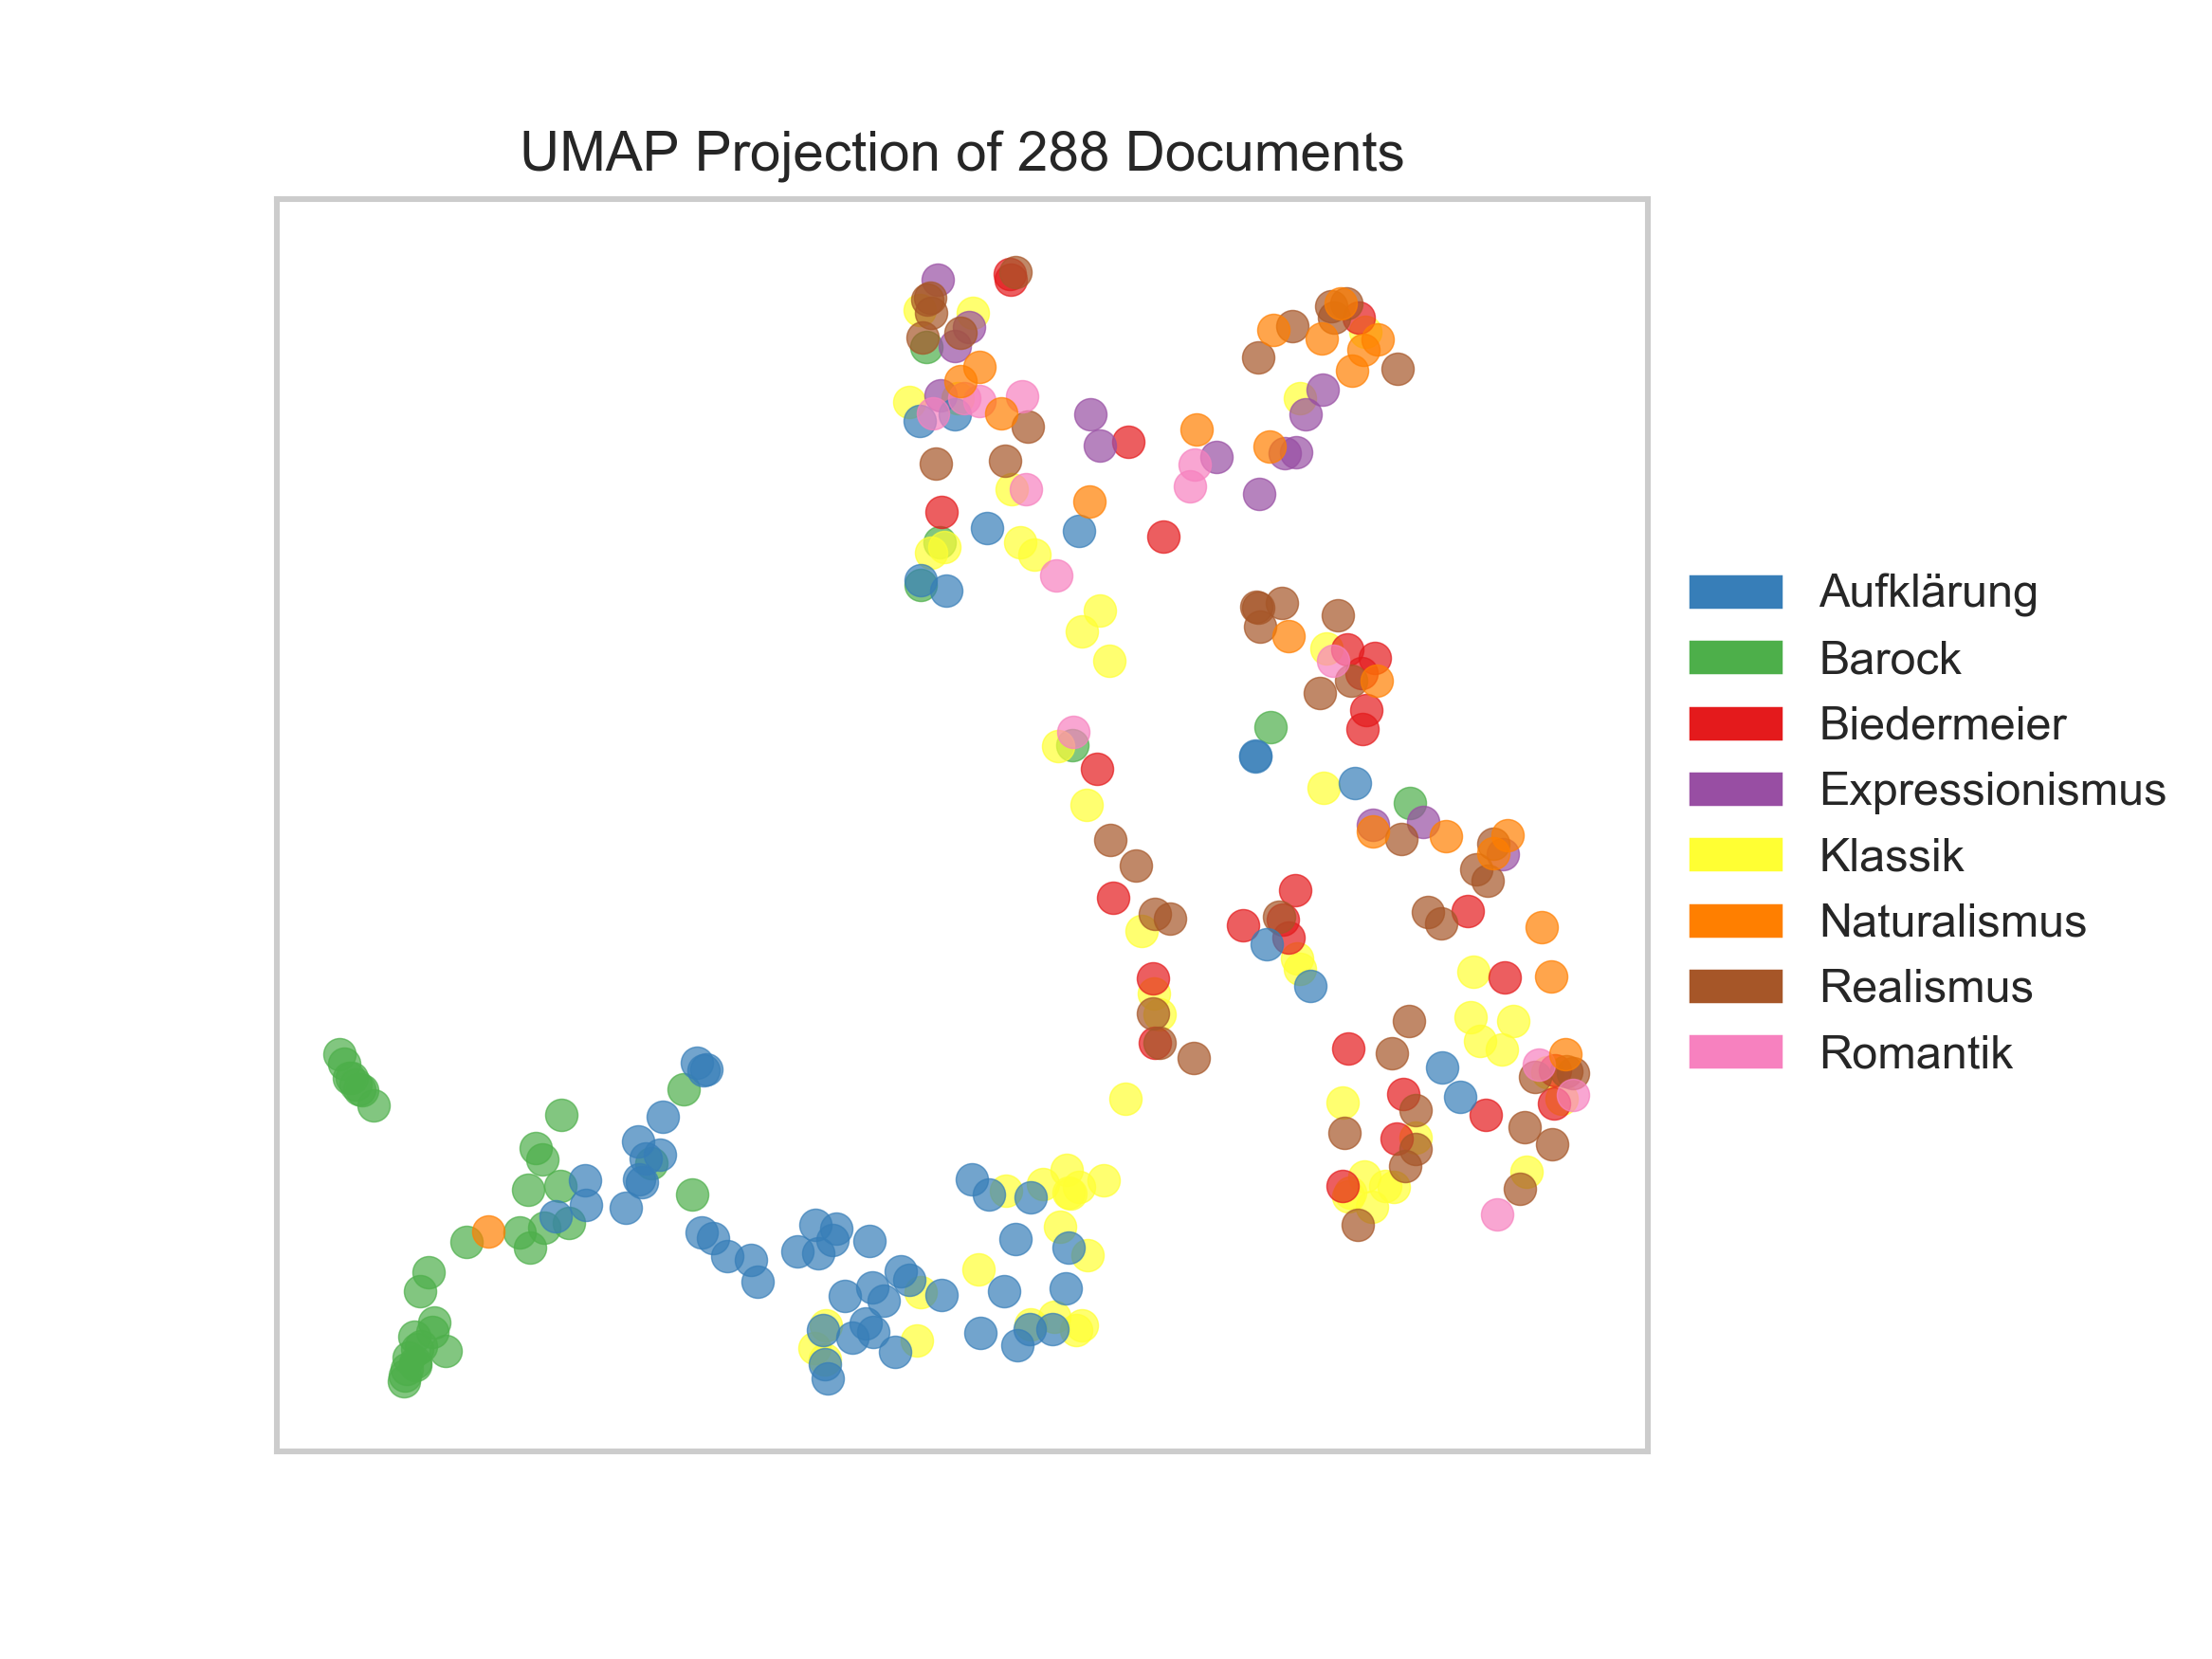 UMAP Projection of 288 Documents
Aufklärung
Barock
Biedermeier
Expressionismus
Klassik
Naturalismus
Realismus
Romantik